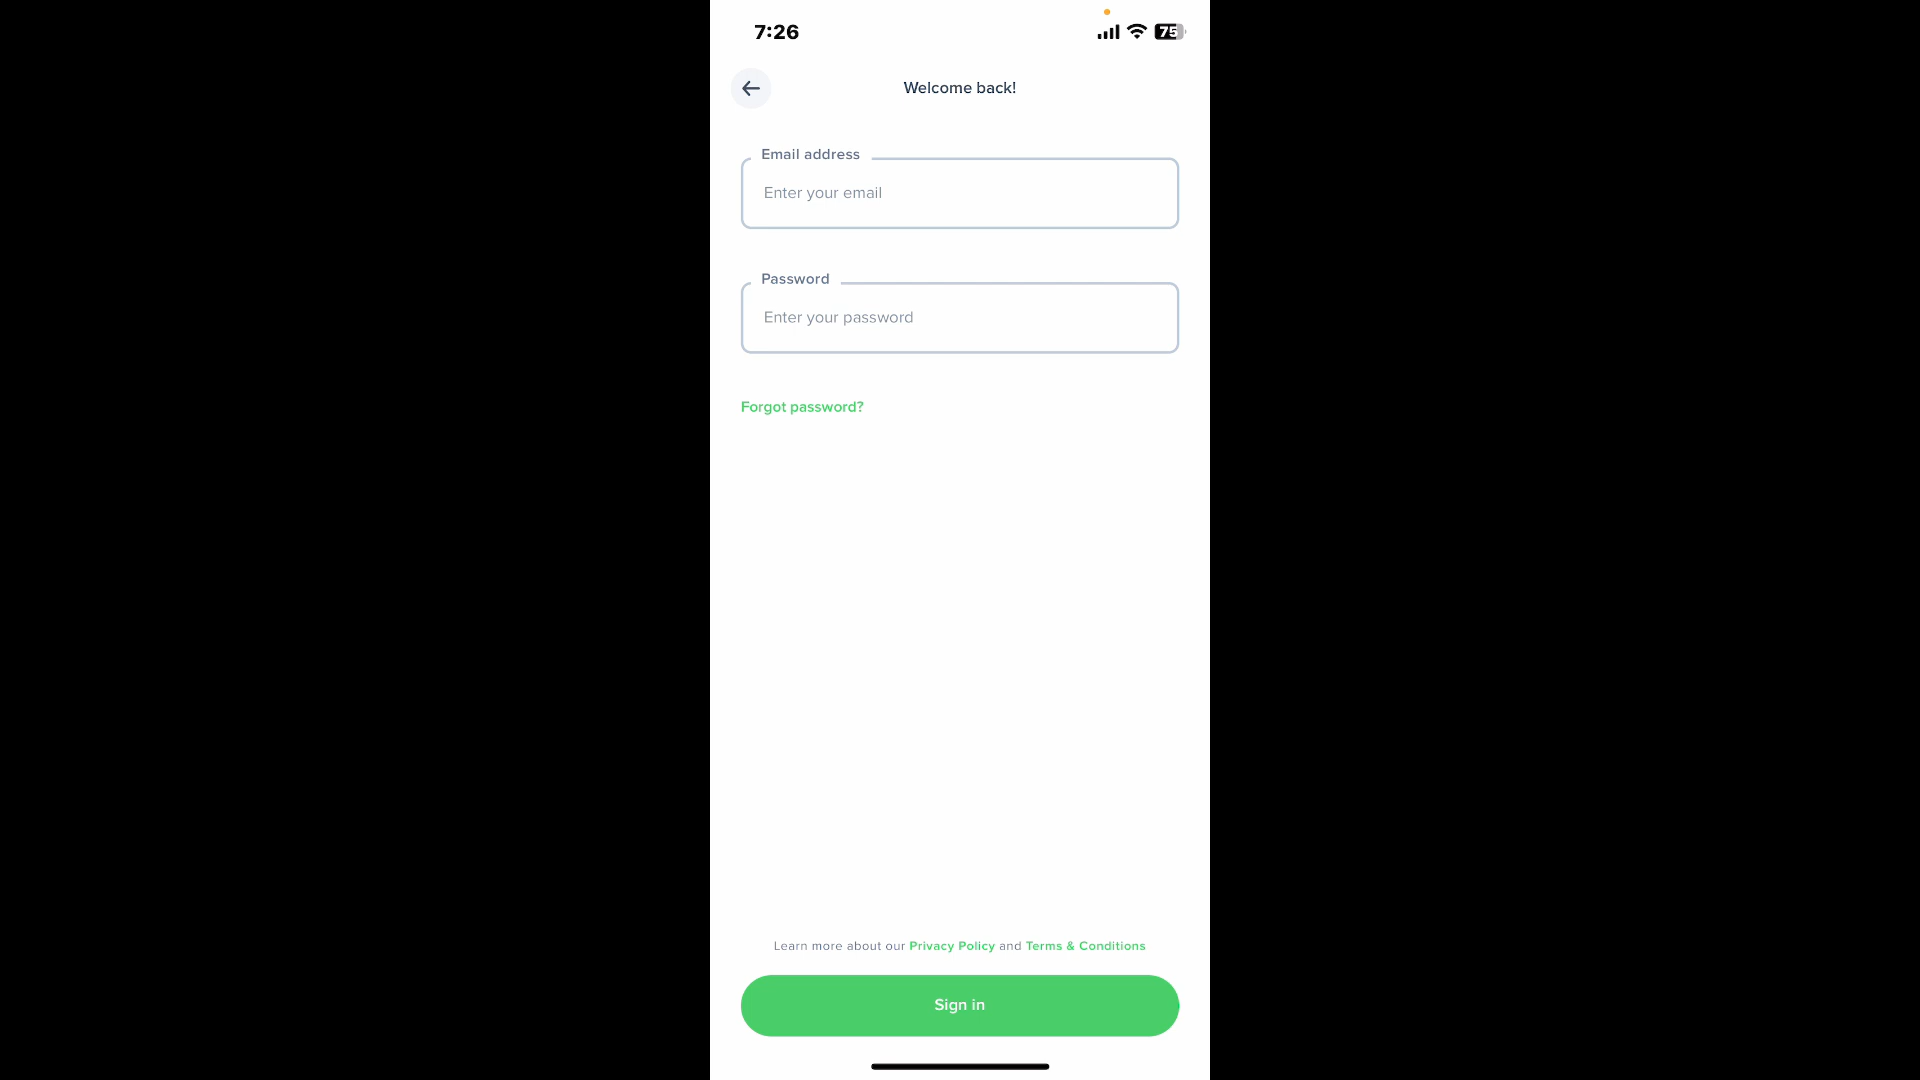 7:26
75
Welcome back!
Email address
Enter your email
Password
Enter your password
Forgot password?
Learn more about our Privacy Policy and Terms & Conditions
Sign in